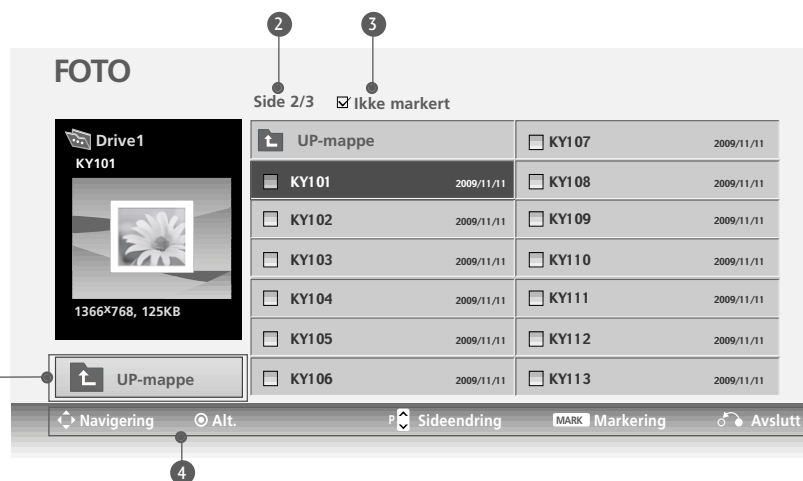 2 3
FOTO
Side 2/3 Ikke markert
Drive1
KY101
1366x768, 125KB
UP-mappe
UP-mappe
KY101 2009/11/11
KY102 2009/11/11
KY103 2009/11/11
KY104 2009/11/11
KY105 2009/11/11
KY106 2009/11/11
KY107 2009/11/11
KY108 2009/11/11
KY109 2009/11/11
KY110 2009/11/11
KY111 2009/11/11
KY112 2009/11/11
KY113 2009/11/11
Navigering Alt. P Sideendring MARK Markering Avslutt
4